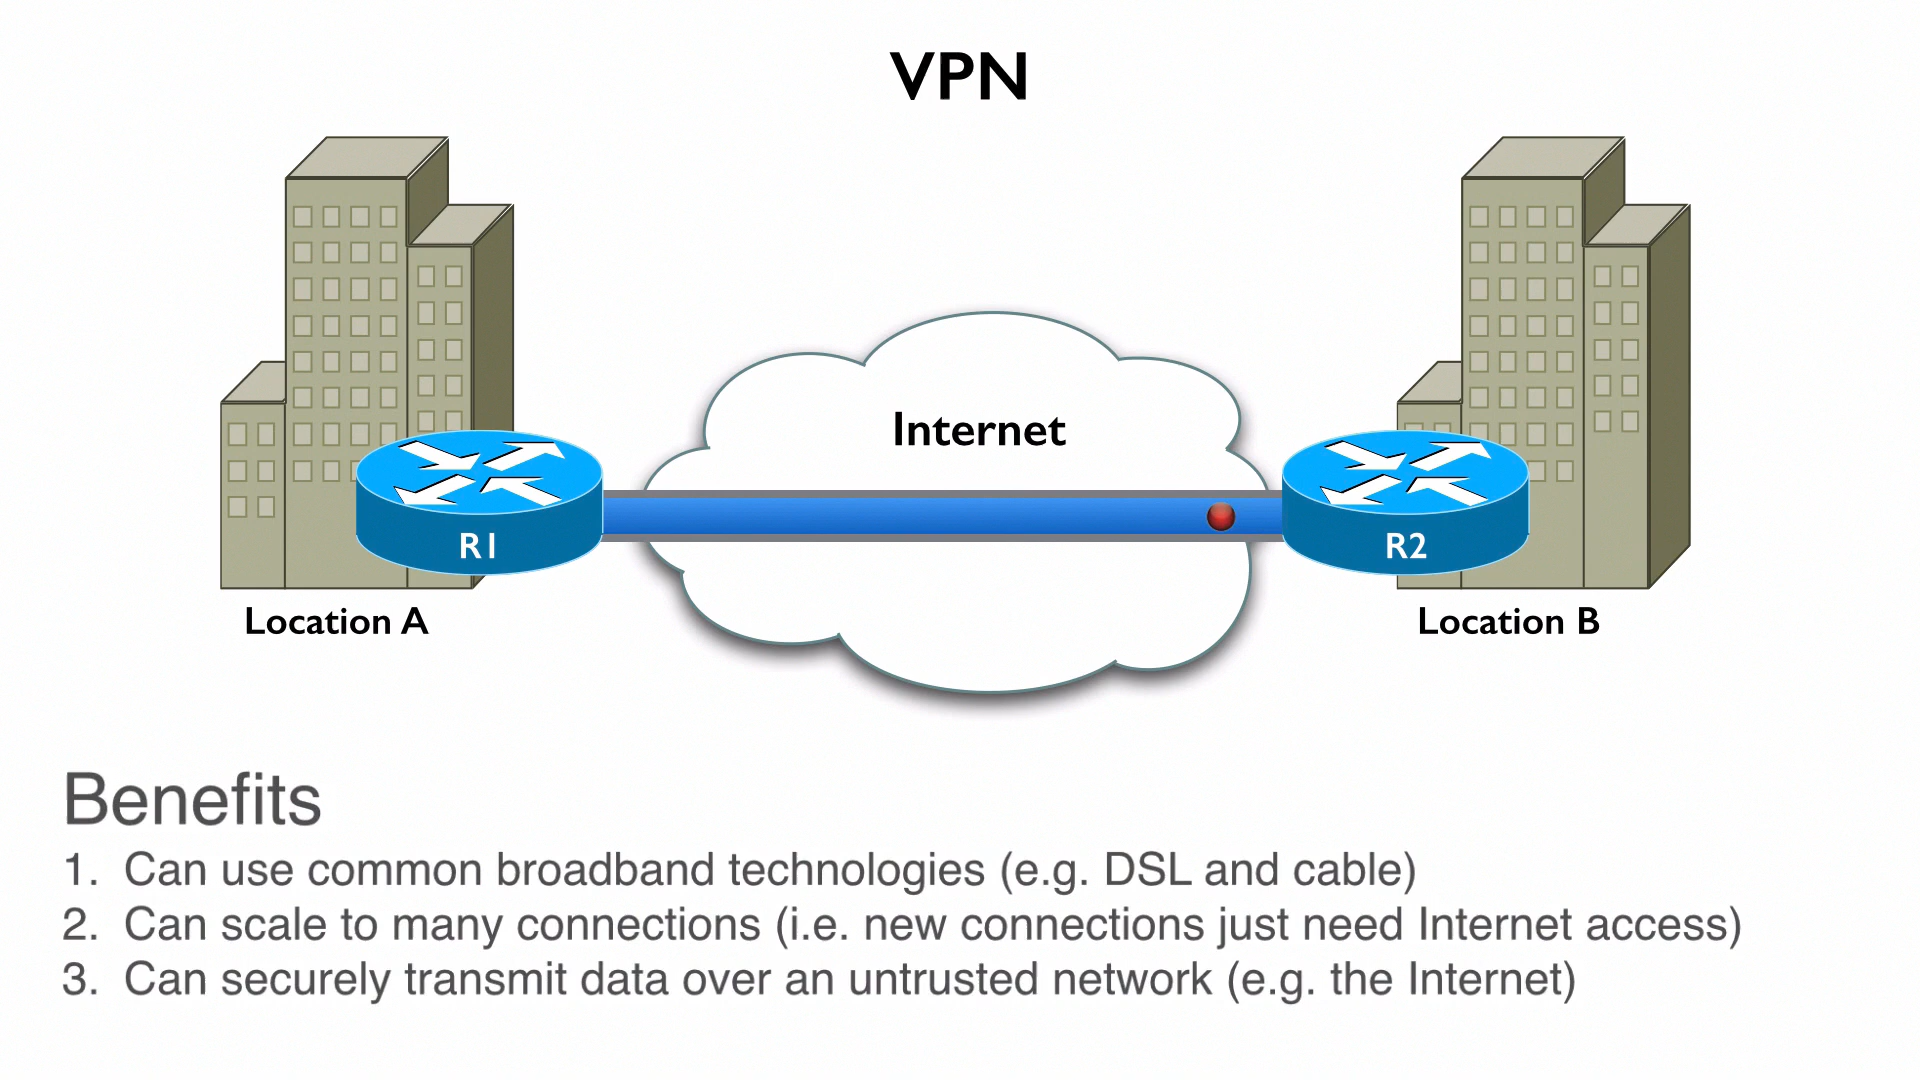 VPN
Internet
R1
R2
Location A
Location B
Benefits
1. Can use common broadband technologies (e.g. DSL and cable)
2. Can scale to many connections (i.e. new connections just need Internet access)
3. Can securely transmit data over an untrusted network (e.g. the Internet)